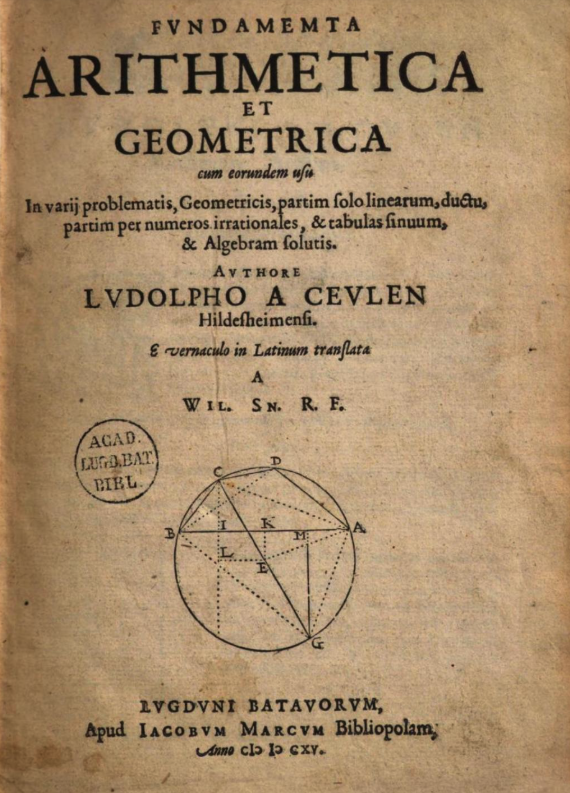 FVNDAMEMTA
ARITHMETICA
ET
GEOMETRICA
cum eorundem uſu
In varij problematis, Geometricis, partim ſolo linearum, ductu,
partim per numeros irrationales, & tabulas ſinuum,
& Algebram ſolutis.
AVTHORE
LVDOLPHO A CEVLEN
Hildeſheimenſi.
E vernaculo in Latinum tranſlata
A
WIL. SN. R. F.
ACAD.
LUGD.BAT.
BIBL.
D
C
B
I
K
M
A
L
E
G
LVGDVNI BATAVORVM,
Apud IACOBVM MARCVM Bibliopolam,
Anno CIↃ IↃ CXV.